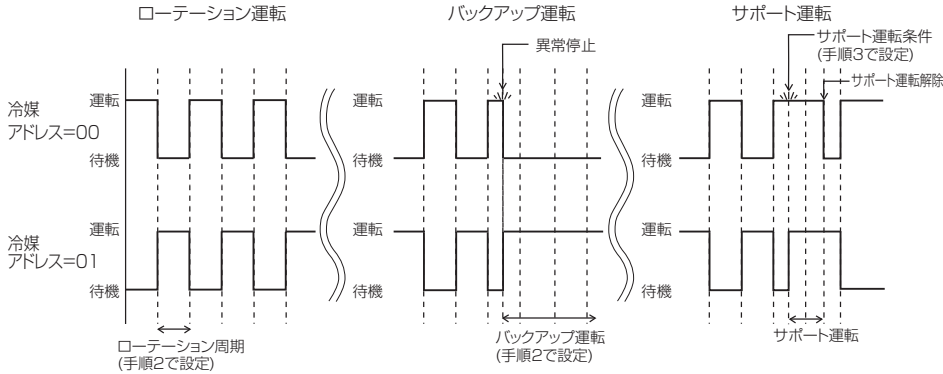 ローテーション運転
バックアップ運転
サポート運転
異常停止
サポート運転条件
(手順3で設定)
サポート運転解除
冷媒
アドレス=00
運転
待機
運転
待機
運転
待機
冷媒
アドレス=01
運転
待機
運転
待機
運転
待機
ローテーション周期
(手順2で設定)
バックアップ運転
(手順2で設定)
サポート運転